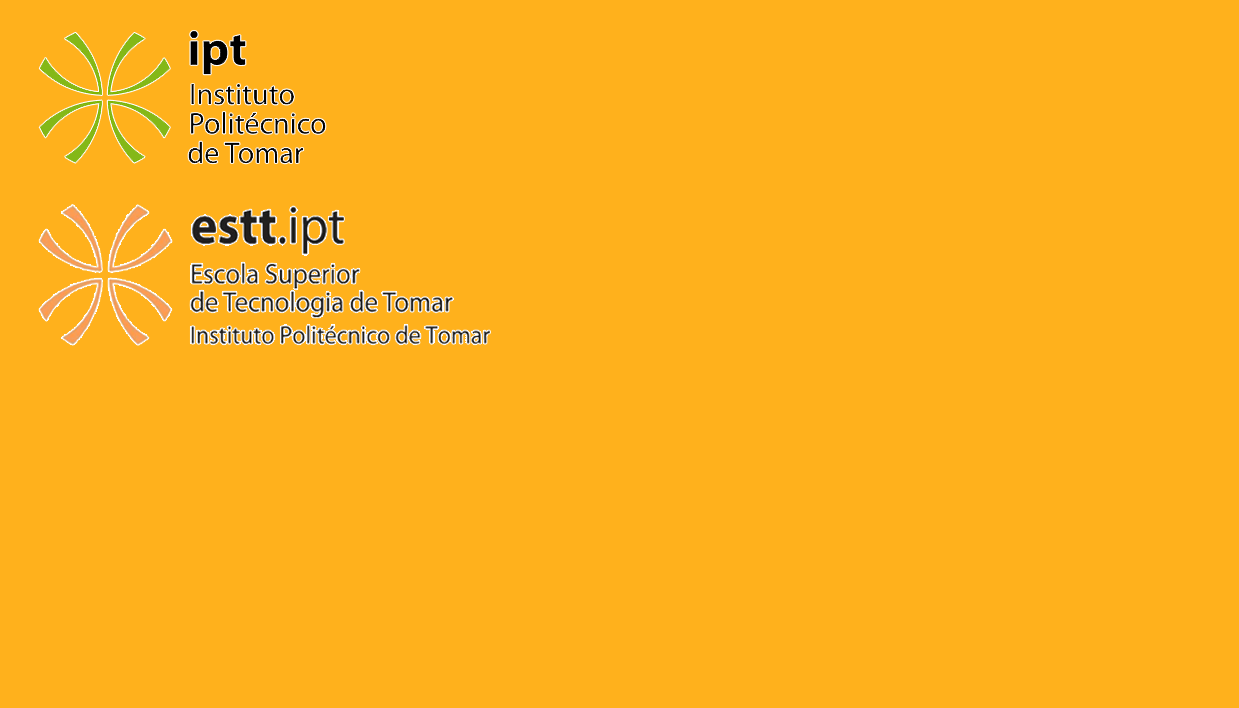 ipt
Instituto
Politécnico
de Tomar
estt.ipt
Escola Superior
de Tecnologia de Tomar
Instituto Politécnico de Tomar